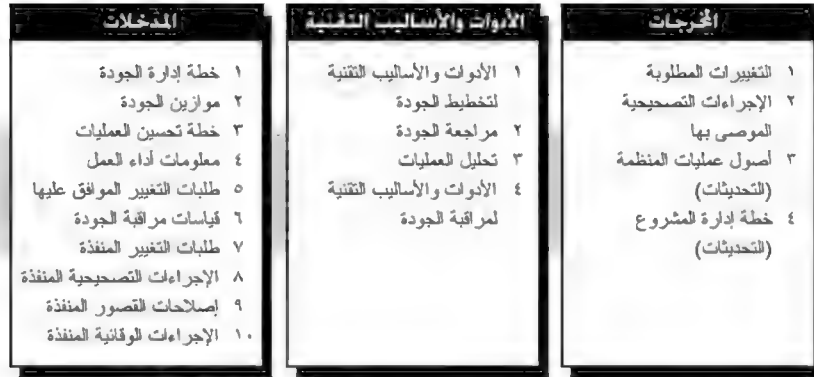 المدخلات
١ خطة إدارة الجودة
٢ موازين الجودة
٣ خطة تحسين العمليات
٤ معلومات أداء العمل
٥ طلبات التغيير الموافق عليها
٦ قياسات مراقبة الجودة
٧ طلبات التغيير المنفذة
٨ الإجراءات التصحيحية المنفذة
٩ إصلاحات القصور المنفذة
١٠ الإجراءات الوقائية المنفذة
الأدوات والأساليب التقنية
١ الأدوات والأساليب التقنية
لتخطيط الجودة
٢ مراجعة الجودة
٣ تحليل العمليات
٤ الأدوات والأساليب التقنية
لمراقبة الجودة
المخرجات
١ التغييرات المطلوبة
٢ الإجراءات التصحيحية
الموصى بها
٣ أصول عمليات المنظمة
(التحديثات)
٤ خطة إدارة المشروع
(التحديثات)